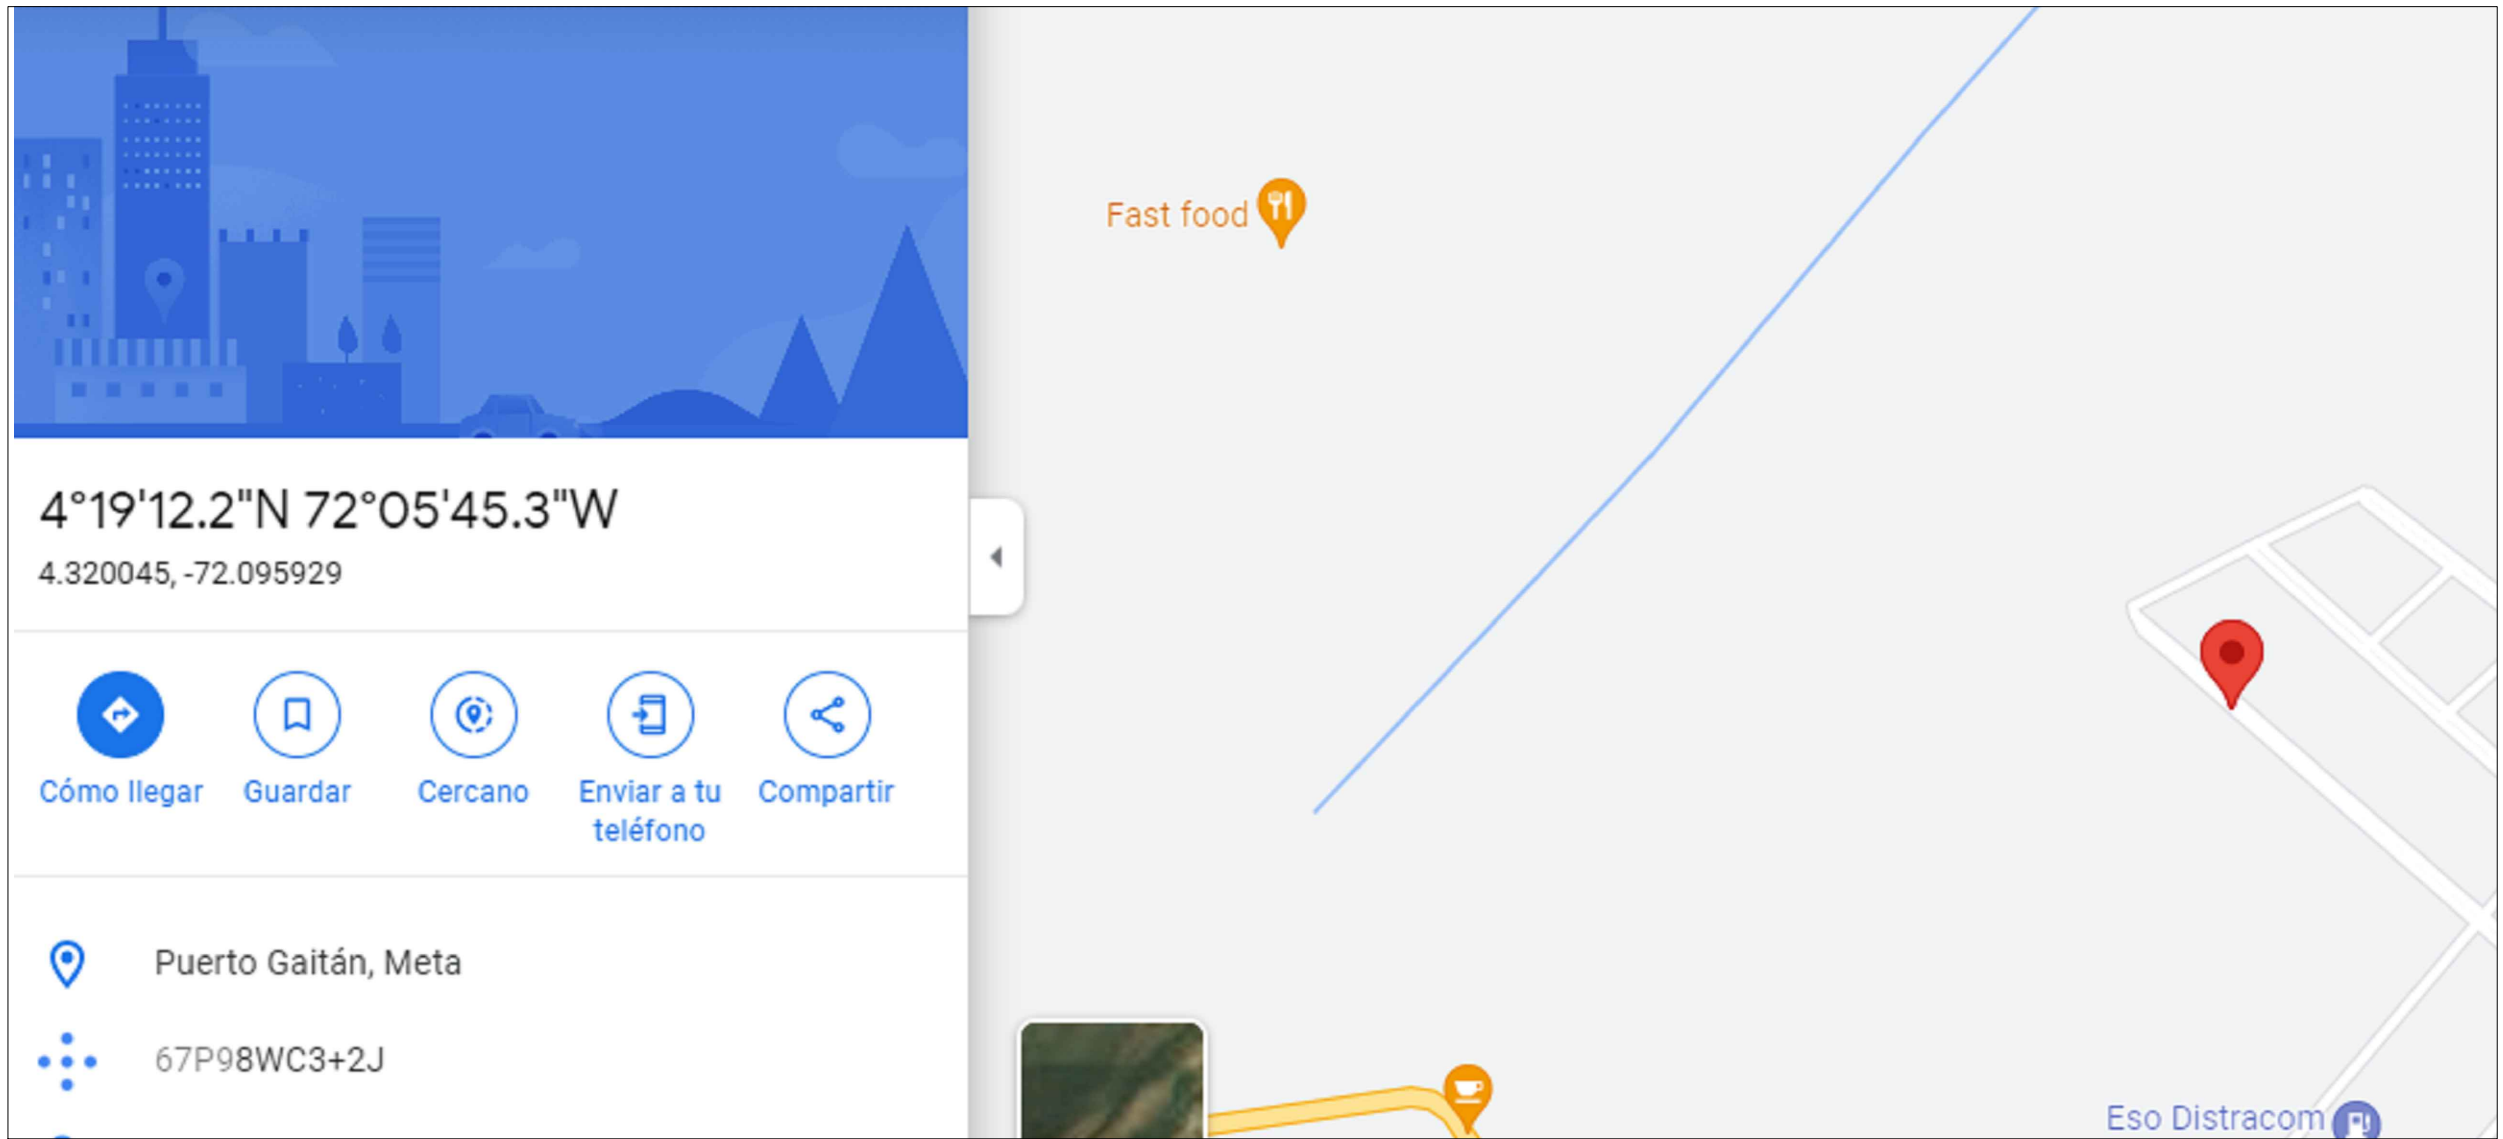 4°19'12.2"N 72°05'45.3"W
4.320045, -72.095929
Cómo llegar
Guardar
Cercano
Enviar a tu
teléfono
Compartir
Puerto Gaitán, Meta
67P98WC3+2J
Fast food
Eso Distracom